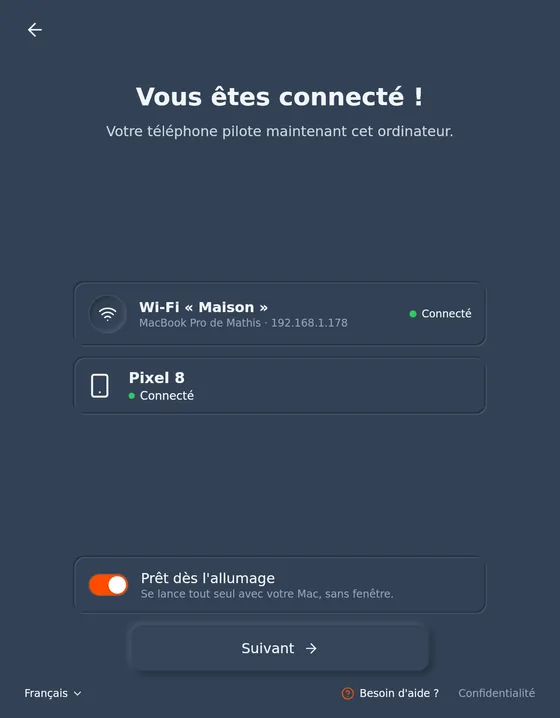 Vous êtes connecté !
Votre téléphone pilote maintenant cet ordinateur.
Wi-Fi « Maison »
MacBook Pro de Mathis · 192.168.1.178
Connecté
Pixel 8
Connecté
Prêt dès l'allumage
Se lance tout seul avec votre Mac, sans fenêtre.
Suivant
Français
Besoin d'aide ?
Confidentialité